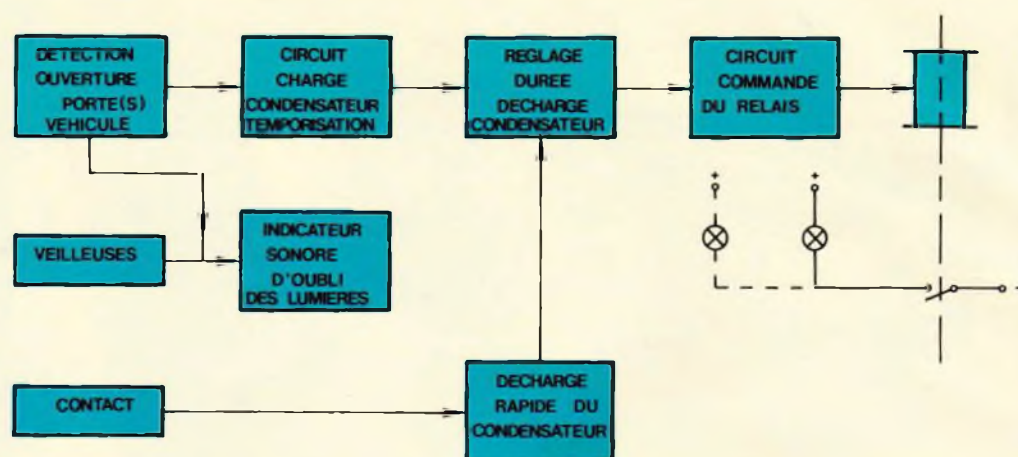 DETECTION
OUVERTURE
PORTE(S)
VEHICULE
CIRCUIT
CHARGE
CONDENSATEUR
TEMPORISATION
REGLAGE
DUREE
DECHARGE
CONDENSATEUR
CIRCUIT
COMMANDE
DU RELAIS
+
+
VEILLEUSES
INDICATEUR
SONORE
D'OUBLI
DES LUMIERES
-
CONTACT
DECHARGE
RAPIDE DU
CONDENSATEUR